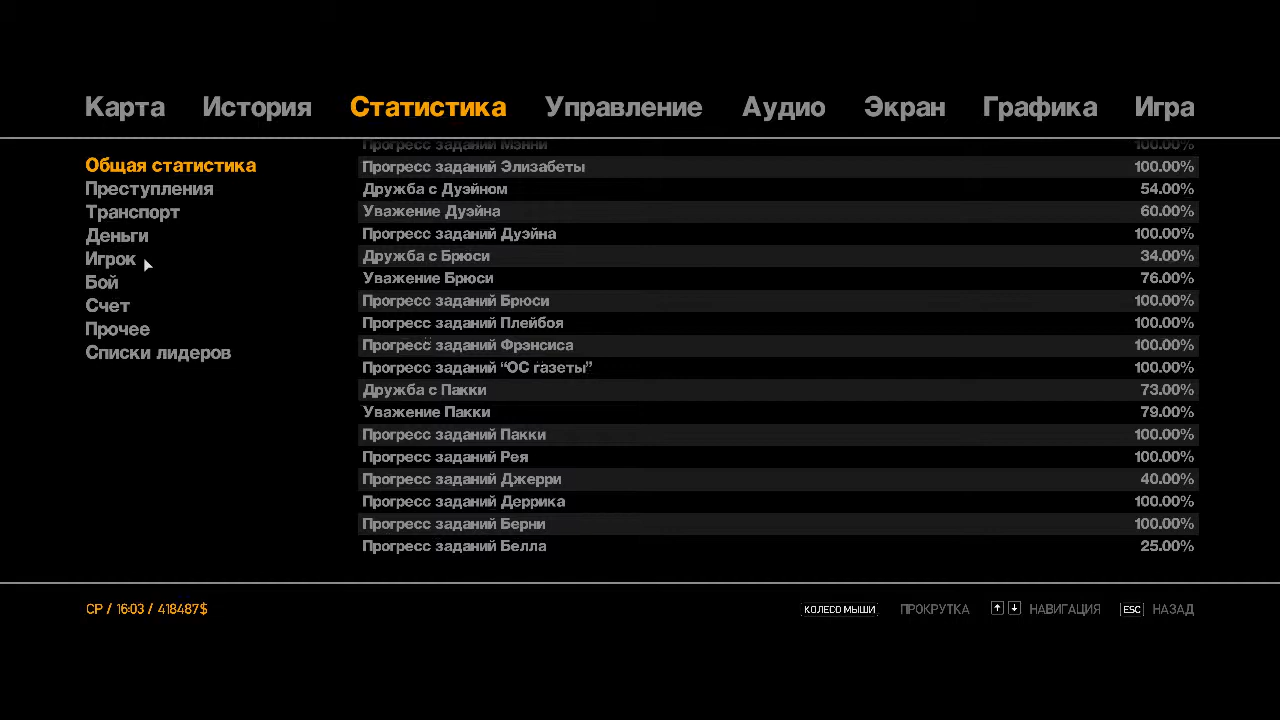 Карта История Статистика Управление Аудио Экран Графика Игра
Общая статистика
Преступления
Транспорт
Деньги
Игрок
Бой
Счет
Прочее
Списки лидеров
Прогресс заданий Мэнни 100.00%
Прогресс заданий Элизабеты 100.00%
Дружба с Дуэйном 54.00%
Уважение Дуэйна 60.00%
Прогресс заданий Дуэйна 100.00%
Дружба с Брюси 34.00%
Уважение Брюси 76.00%
Прогресс заданий Брюси 100.00%
Прогресс заданий Плейбоя 100.00%
Прогресс заданий Фрэнсиса 100.00%
Прогресс заданий “ОС газеты” 100.00%
Дружба с Пакки 73.00%
Уважение Пакки 79.00%
Прогресс заданий Пакки 100.00%
Прогресс заданий Рея 100.00%
Прогресс заданий Джерри 40.00%
Прогресс заданий Деррика 100.00%
Прогресс заданий Берни 100.00%
Прогресс заданий Белла 25.00%
СР / 16:03 / 418487$
КОЛЕСО МЫШИ ПРОКРУТКА ↑ ↓ НАВИГАЦИЯ ESC НАЗАД